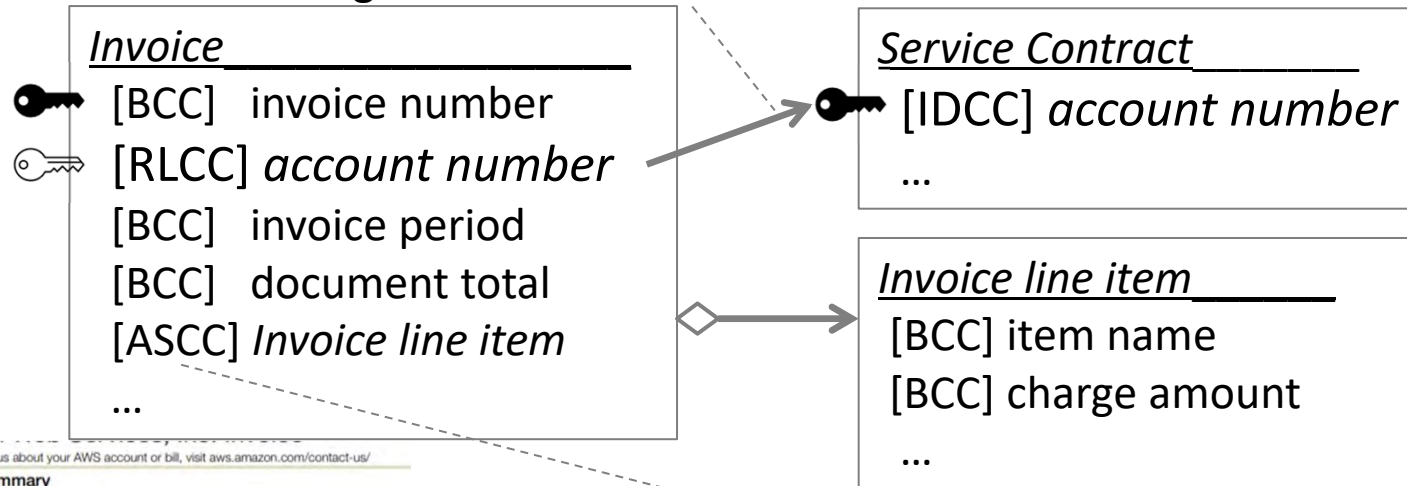 Invoice
[BCC] invoice number
[RLCC] account number
[BCC] invoice period
[BCC] document total
[ASCC] Invoice line item
...
Service Contract
[IDCC] account number
...
Invoice line item
[BCC] item name
[BCC] charge amount
...
us about your AWS account or bill, visit aws.amazon.com/contact-us/